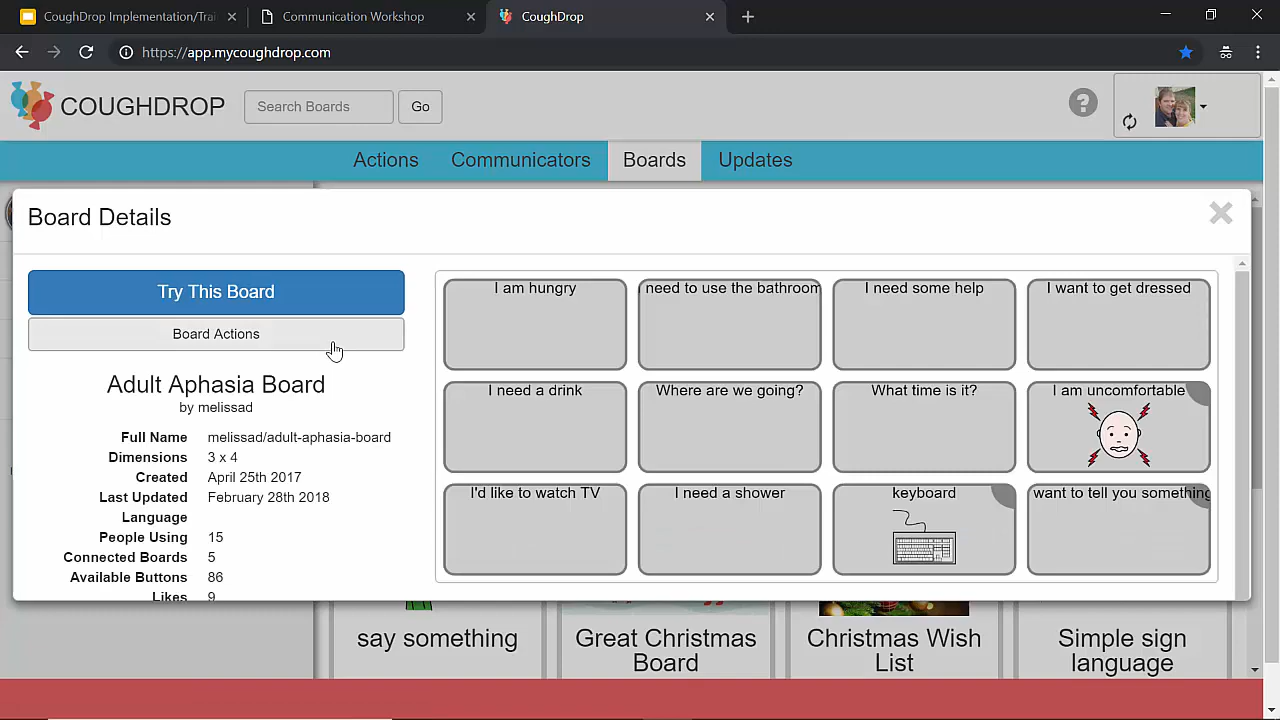 CoughDrop Implementation/Trai
Communication Workshop
CoughDrop
https://app.mycoughdrop.com
COUGHDROP
Search Boards
Go
?
Actions
Communicators
Boards
Updates
Board Details
Try This Board
Board Actions
Adult Aphasia Board
by melissad
Full Name melissad/adult-aphasia-board
Dimensions 3 x 4
Created April 25th 2017
Last Updated February 28th 2018
Language
People Using 15
Connected Boards 5
Available Buttons 86
Likes 9
I am hungry
need to use the bathroom
I need some help
I want to get dressed
I need a drink
Where are we going?
What time is it?
I am uncomfortable
I'd like to watch TV
I need a shower
keyboard
want to tell you something
say something
Great Christmas
Board
Christmas Wish
List
Simple sign
language